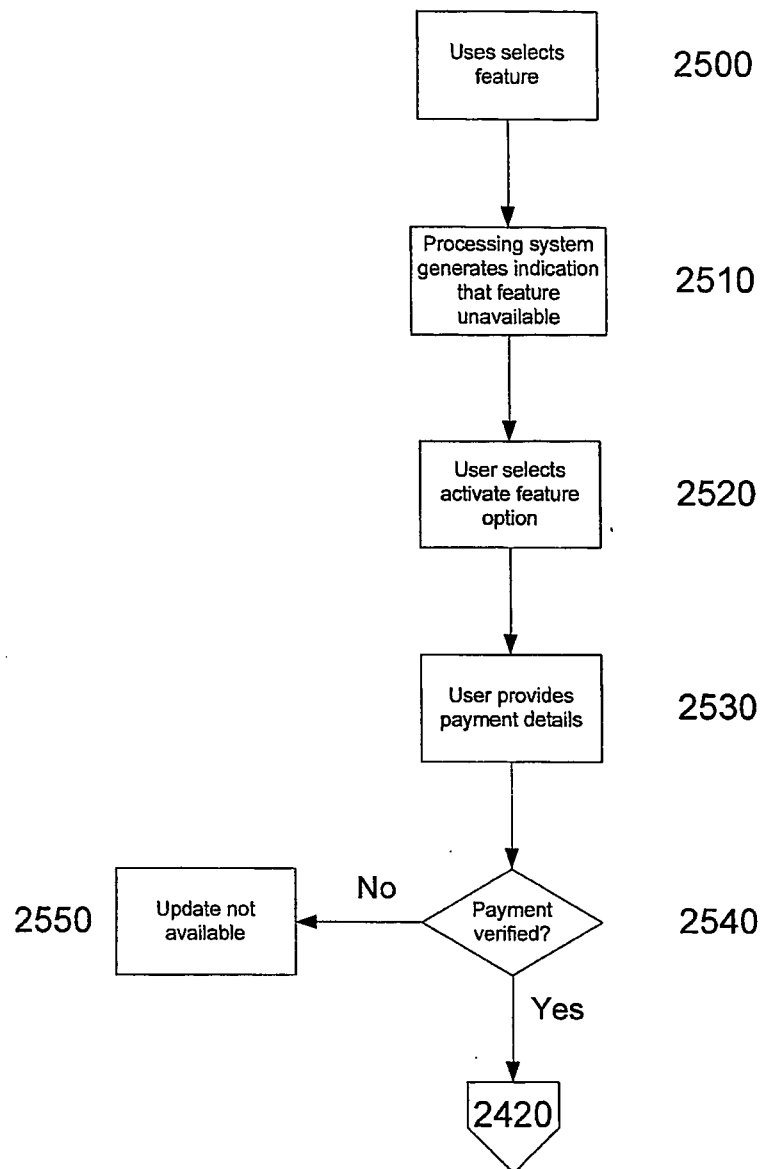 Uses selects
feature
2500
Processing system
generates indication
that feature
unavailable
2510
User selects
activate feature
option
2520
User provides
payment details
2530
No
2550
Update not
available
Payment
verified?
2540
Yes
2420